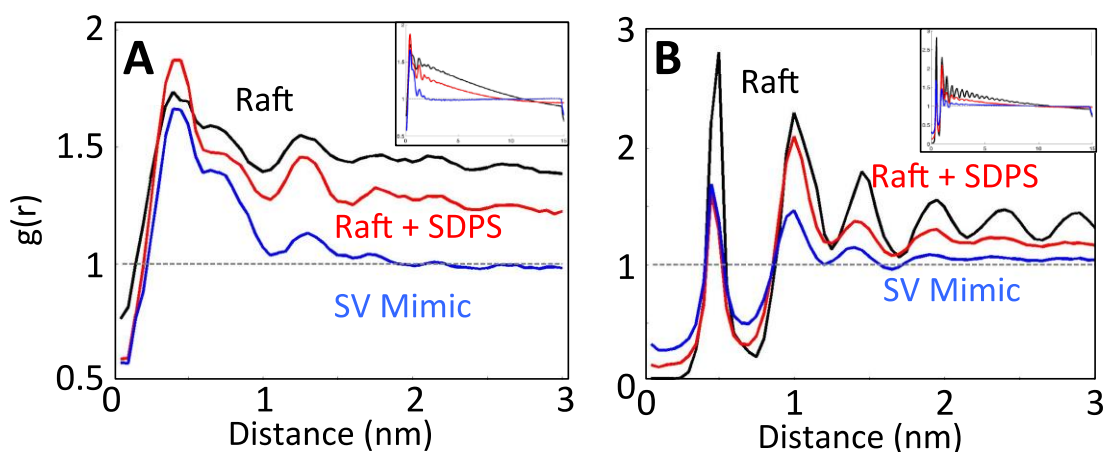 A
B
g(r)
2
1.5
1
0.5
Raft
Raft + SDPS
SV Mimic
0
1
2
3
Distance (nm)
3
2
1
0
Raft
Raft + SDPS
SV Mimic
0
1
2
3
Distance (nm)